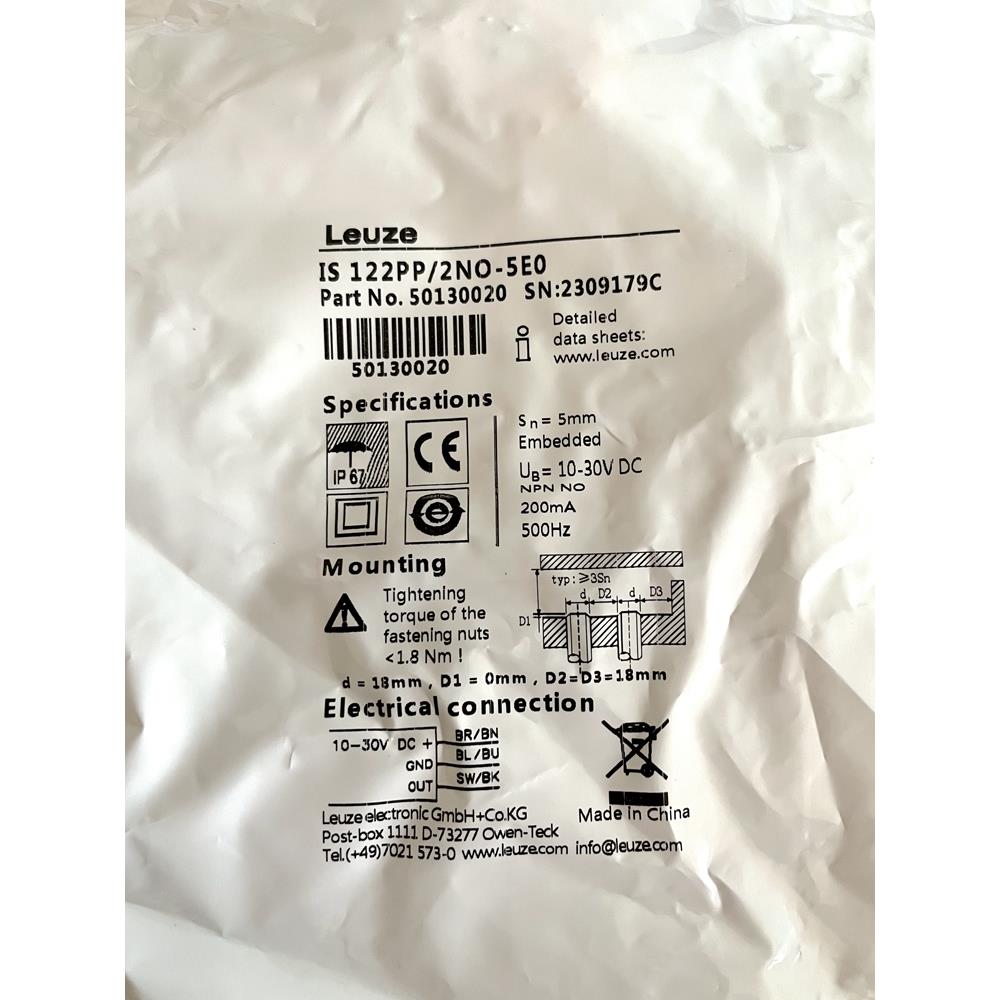 Leuze
IS 122PP/2NO-5E0
Part No. 50130020 SN:2309179C
50130020
i Detailed
data sheets:
www.leuze.com
Specifications
IP 67
CE
Sn = 5mm
Embedded
UB= 10-30V DC
NPN NO
200mA
500Hz
Mounting
Tightening
torque of the
fastening nuts
<1.8 Nm !
typ: ≥3Sn
d D2 d D3
D1
d = 18mm , D1 = 0mm , D2=D3=18mm
Electrical connection
10-30V DC + BR/BN
GND BL/BU
OUT SW/BK
Made in China
Leuze electronic GmbH+Co.KG
Post-box 1111 D-73277 Owen-Teck
Tel.(+49)7021 573-0 www.leuze.com info@leuze.com